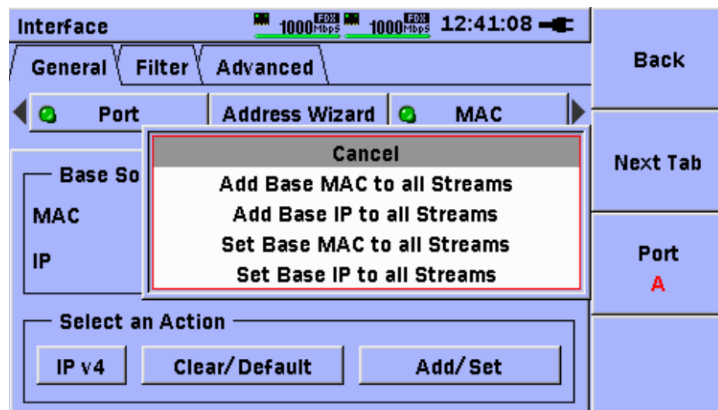 Interface 1000 FDX Mbps 1000 FDX Mbps 12:41:08
Back
General Filter Advanced
Port Address Wizard MAC
Cancel
Next Tab
Base So
Add Base MAC to all Streams
MAC
Add Base IP to all Streams
Set Base MAC to all Streams
IP
Set Base IP to all Streams
Port
A
Select an Action
IP v4 Clear/Default Add/Set